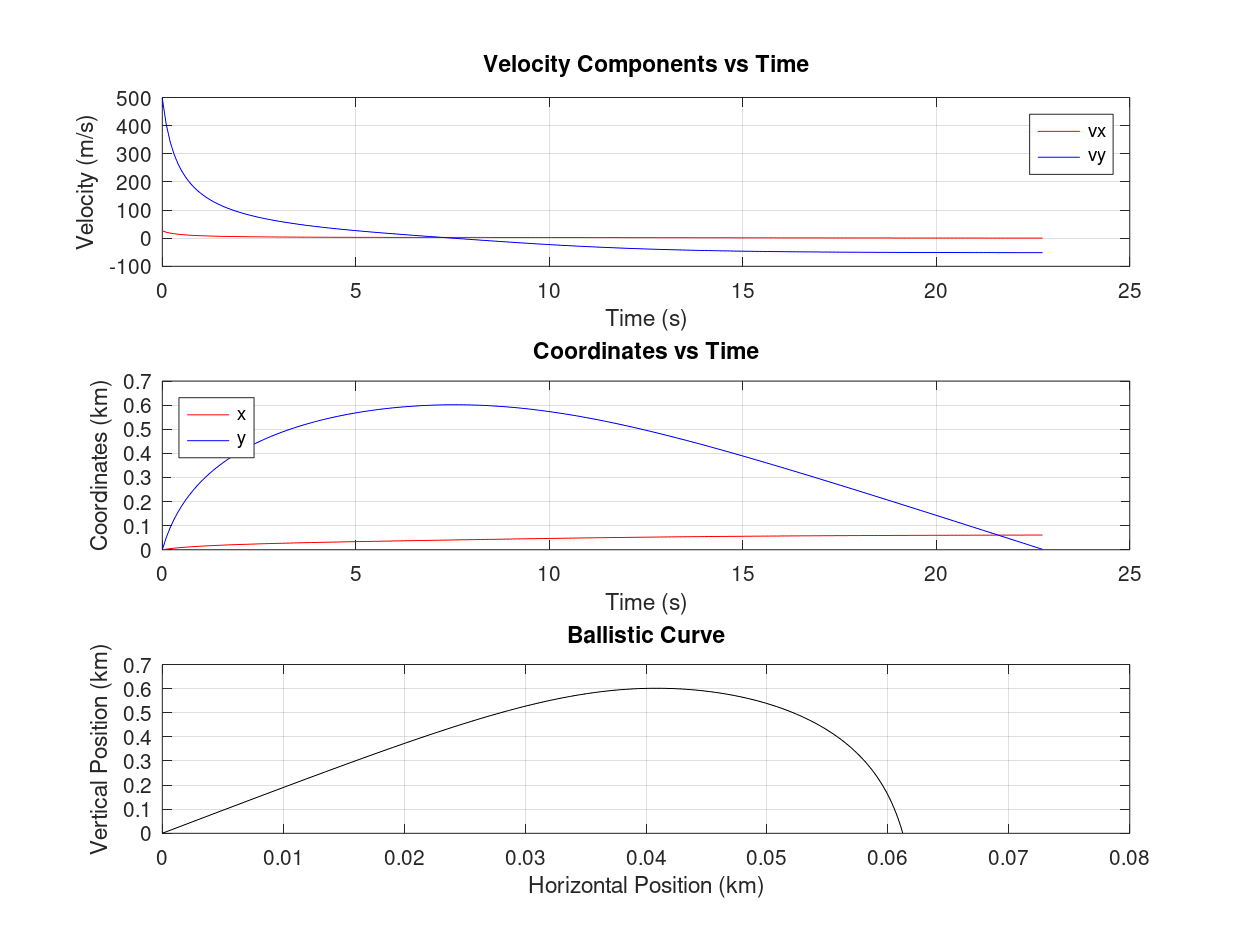 Velocity Components vs Time
Velocity (m/s)
500
400
300
200
100
0
-100
vx
vy
0 5 10 15 20 25
Time (s)
Coordinates vs Time
Coordinates (km)
0.7
0.6
0.5
0.4
0.3
0.2
0.1
0
x
y
0 5 10 15 20 25
Time (s)
Ballistic Curve
Vertical Position (km)
0.7
0.6
0.5
0.4
0.3
0.2
0.1
0
0 0.01 0.02 0.03 0.04 0.05 0.06 0.07 0.08
Horizontal Position (km)